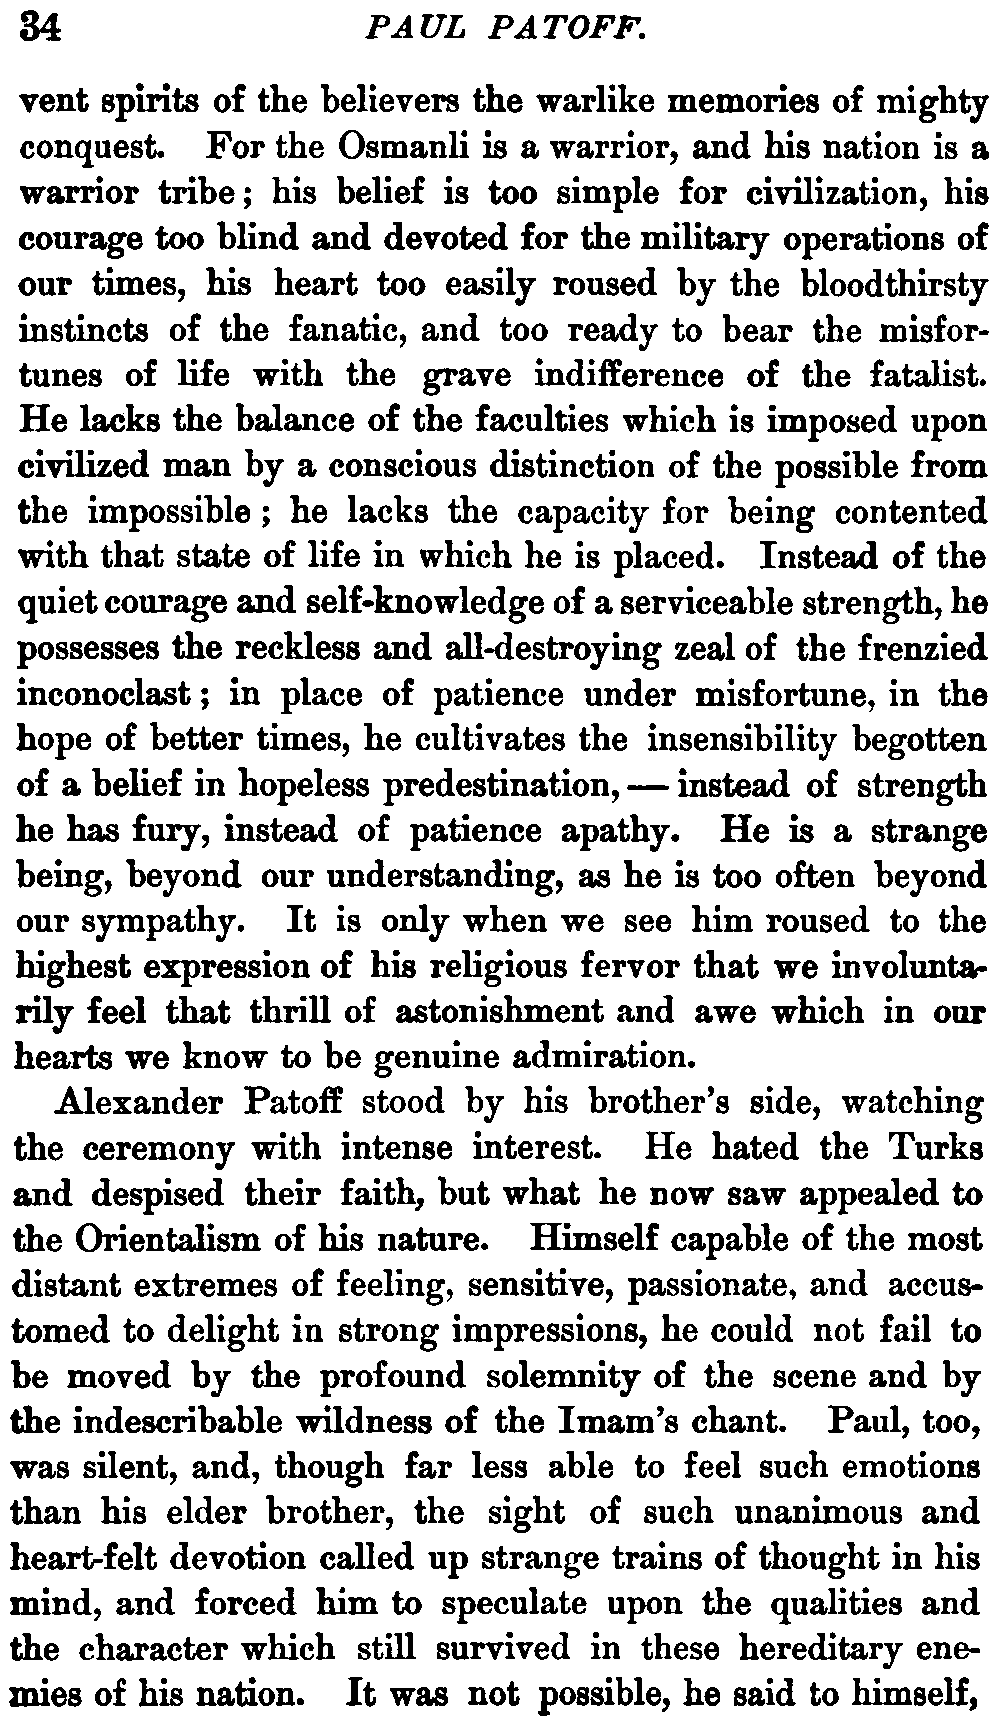 34 PAUL PATOFF.
vent spirits of the believers the warlike memories of mighty
conquest. For the Osmanli is a warrior, and his nation is a
warrior tribe; his belief is too simple for civilization, his
courage too blind and devoted for the military operations of
our times, his heart too easily roused by the bloodthirsty
instincts of the fanatic, and too ready to bear the misfor-
tunes of life with the grave indifference of the fatalist.
He lacks the balance of the faculties which is imposed upon
civilized man by a conscious distinction of the possible from
the impossible; he lacks the capacity for being contented
with that state of life in which he is placed. Instead of the
quiet courage and self-knowledge of a serviceable strength, he
possesses the reckless and all-destroying zeal of the frenzied
inconoclast; in place of patience under misfortune, in the
hope of better times, he cultivates the insensibility begotten
of a belief in hopeless predestination,— instead of strength
he has fury, instead of patience apathy. He is a strange
being, beyond our understanding, as he is too often beyond
our sympathy. It is only when we see him roused to the
highest expression of his religious fervor that we involunta-
rily feel that thrill of astonishment and awe which in our
hearts we know to be genuine admiration.
Alexander Patoff stood by his brother's side, watching
the ceremony with intense interest. He hated the Turks
and despised their faith, but what he now saw appealed to
the Orientalism of his nature. Himself capable of the most
distant extremes of feeling, sensitive, passionate, and accus-
tomed to delight in strong impressions, he could not fail to
be moved by the profound solemnity of the scene and by
the indescribable wildness of the Imam's chant. Paul, too,
was silent, and, though far less able to feel such emotions
than his elder brother, the sight of such unanimous and
heart-felt devotion called up strange trains of thought in his
mind, and forced him to speculate upon the qualities and
the character which still survived in these hereditary ene-
mies of his nation. It was not possible, he said to himself,